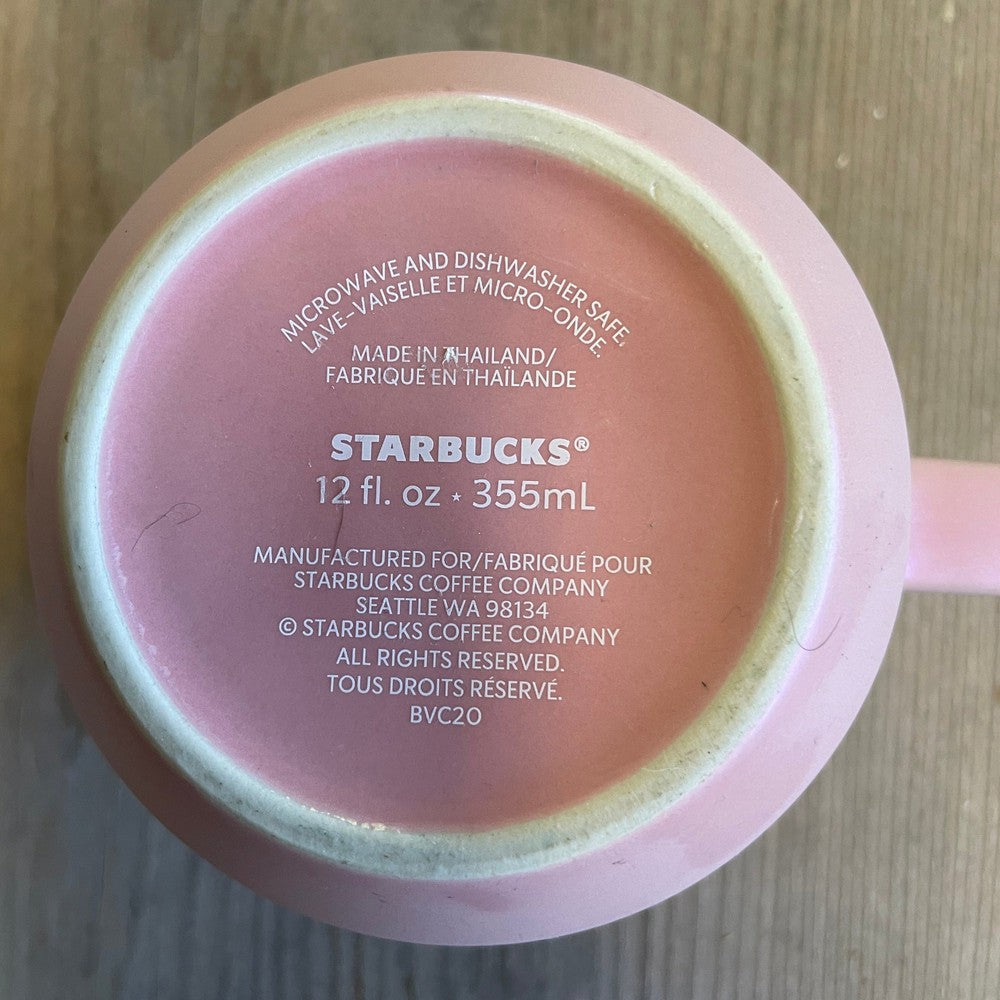 MICROWAVE AND DISHWASHER SAFE.
LAVE-VAISELLE ET MICRO-ONDE.
MADE IN THAILAND/
FABRIQUÉ EN THAÏLANDE
STARBUCKS®
12 fl. oz ★ 355mL
MANUFACTURED FOR/FABRIQUÉ POUR
STARBUCKS COFFEE COMPANY
SEATTLE WA 98134
© STARBUCKS COFFEE COMPANY
ALL RIGHTS RESERVED.
TOUS DROITS RÉSERVÉ.
BVC20